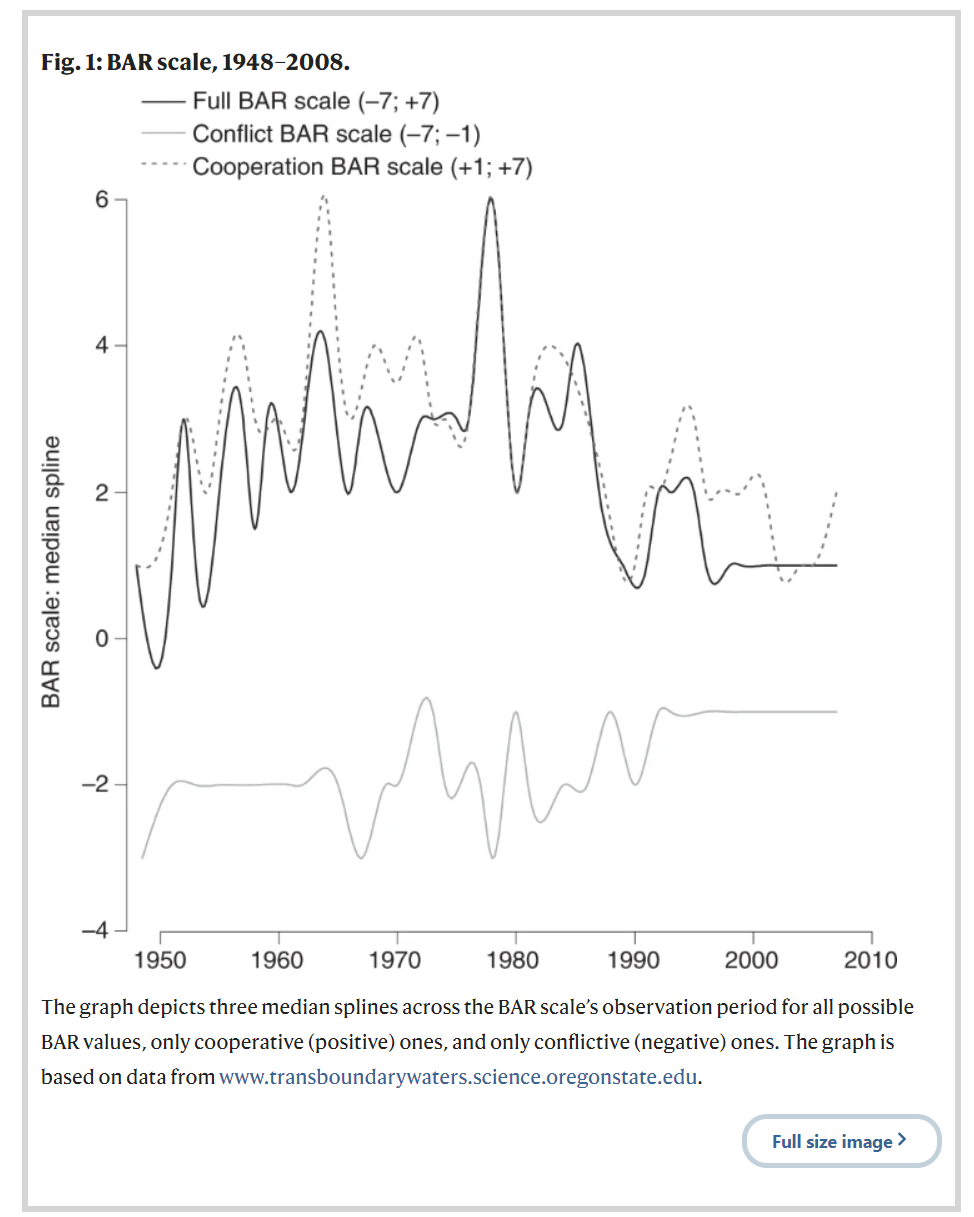 Fig. 1: BAR scale, 1948–2008.
Full BAR scale (–7; +7)
Conflict BAR scale (–7; –1)
Cooperation BAR scale (+1; +7)
6
4
2
0
–2
–4
BAR scale: median spline
1950 1960 1970 1980 1990 2000 2010
The graph depicts three median splines across the BAR scale’s observation period for all possible
BAR values, only cooperative (positive) ones, and only conflictive (negative) ones. The graph is
based on data from www.transboundarywaters.science.oregonstate.edu.
Full size image